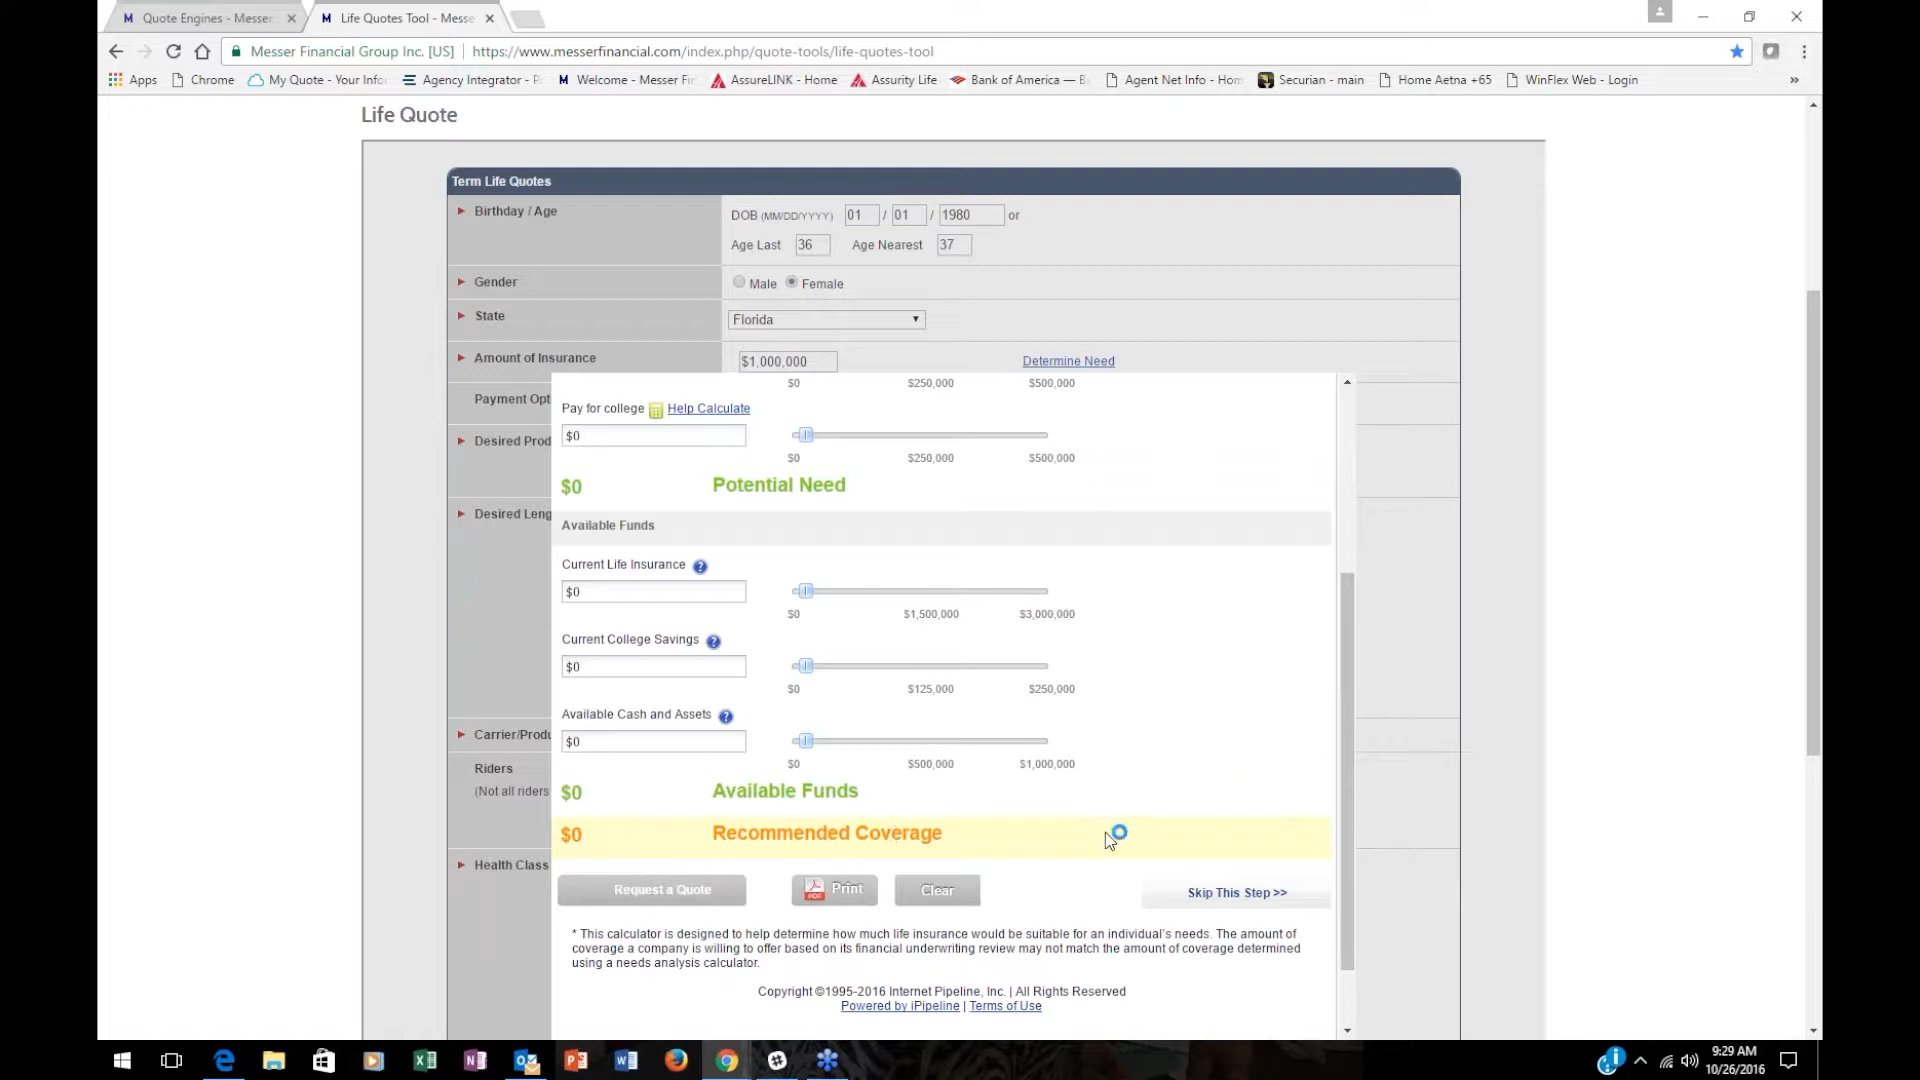 Quote Engines - Messer
Life Quotes Tool - Messe
Messer Financial Group Inc. [US] | https://www.messerfinancial.com/index.php/quote-tools/life-quotes-tool
Apps Chrome My Quote - Your Info Agency Integrator - P Welcome - Messer Fin AssureLINK - Home Assurity Life Bank of America — B Agent Net Info - Hom Securian - main Home Aetna +65 WinFlex Web - Login »
Life Quote
Term Life Quotes
Birthday / Age
DOB (MM/DD/YYYY) 01 / 01 / 1980 or
Age Last 36 Age Nearest 37
Gender Male Female
State Florida
Amount of Insurance $1,000,000 Determine Need
$0 $250,000 $500,000
Payment Opt
Pay for college Help Calculate
Desired Prod
$0
$0 $250,000 $500,000
$0 Potential Need
Desired Leng
Available Funds
Current Life Insurance
$0
$0 $1,500,000 $3,000,000
Current College Savings
$0
$0 $125,000 $250,000
Available Cash and Assets
Carrier/Produ
$0
$0 $500,000 $1,000,000
Riders
(Not all riders
$0 Available Funds
$0 Recommended Coverage
Health Class
Request a Quote Print Clear Skip This Step >>
* This calculator is designed to help determine how much life insurance would be suitable for an individual's needs. The amount of
coverage a company is willing to offer based on its financial underwriting review may not match the amount of coverage determined
using a needs analysis calculator.
Copyright ©1995-2016 Internet Pipeline, Inc. | All Rights Reserved
Powered by iPipeline | Terms of Use
9:29 AM
10/26/2016